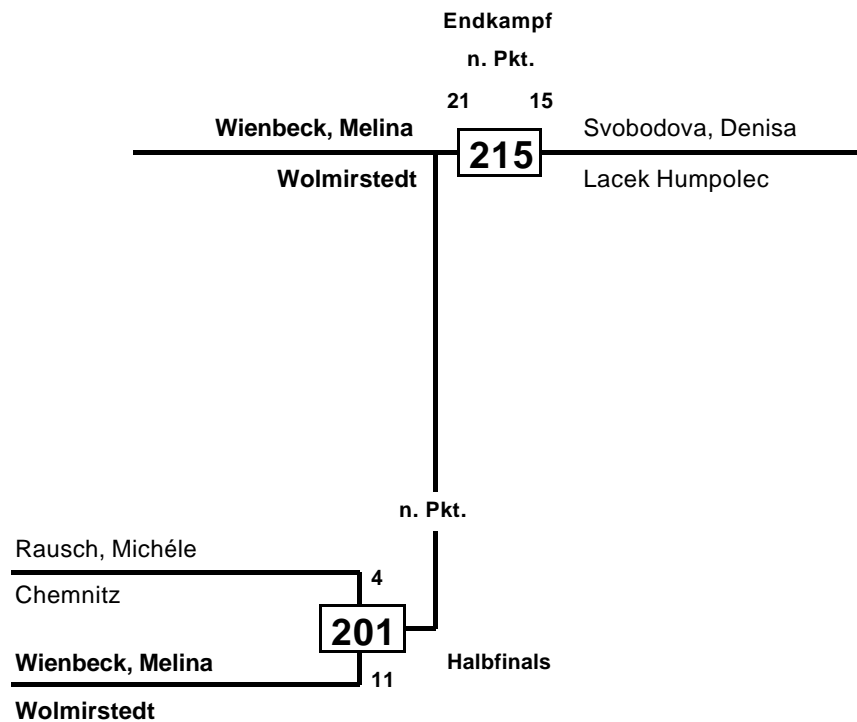 Endkampf
n. Pkt.
21 15
Wienbeck, Melina
215
Svobodova, Denisa
Wolmirstedt
Lacek Humpolec
n. Pkt.
Rausch, Michéle
4
Chemnitz
201
Wienbeck, Melina
Halbfinals
11
Wolmirstedt